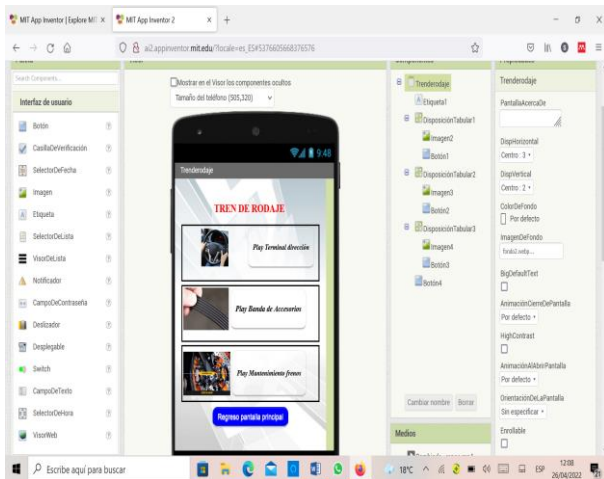 MIT App Inventor | Explore MIT
MIT App Inventor 2
ai2.appinventor.mit.edu/?locale=es_ES#5376605668376576
Search Components...
Interfaz de usuario
Botón
CasillaDeVerificación
SelectorDeFecha
Imagen
Etiqueta
SelectorDeLista
VisorDeLista
Notificador
CampoDeContraseña
Deslizador
Desplegable
Switch
CampoDeTexto
SelectorDeHora
VisorWeb
Mostrar en el Visor los componentes ocultos
Tamaño del teléfono (505,320)
9:48
Trenderodaje
TREN DE RODAJE
Play Terminal dirección
Play Banda de Accesorios
Play Mantenimiento frenos
Regreso pantalla principal
Trenderodaje
Etiqueta1
DisposiciónTabular1
Imagen2
Botón1
DisposiciónTabular2
Imagen3
Botón2
DisposiciónTabular3
Imagen4
Botón3
Botón4
Cambiar nombre Borrar
Medios
Trenderodaje
PantallaAcercaDe
DispHorizontal
Centro : 3
DispVertical
Centro : 2
ColorDeFondo
Por defecto
ImagenDeFondo
fondo2.webp...
BigDefaultText
AnimaciónCierreDePantalla
Por defecto
HighContrast
AnimaciónAlAbrirPantalla
Por defecto
OrientaciónDeLaPantalla
Sin especificar
Enrollable
Escribe aquí para buscar
18°C
ESP
12:08
26/04/2022